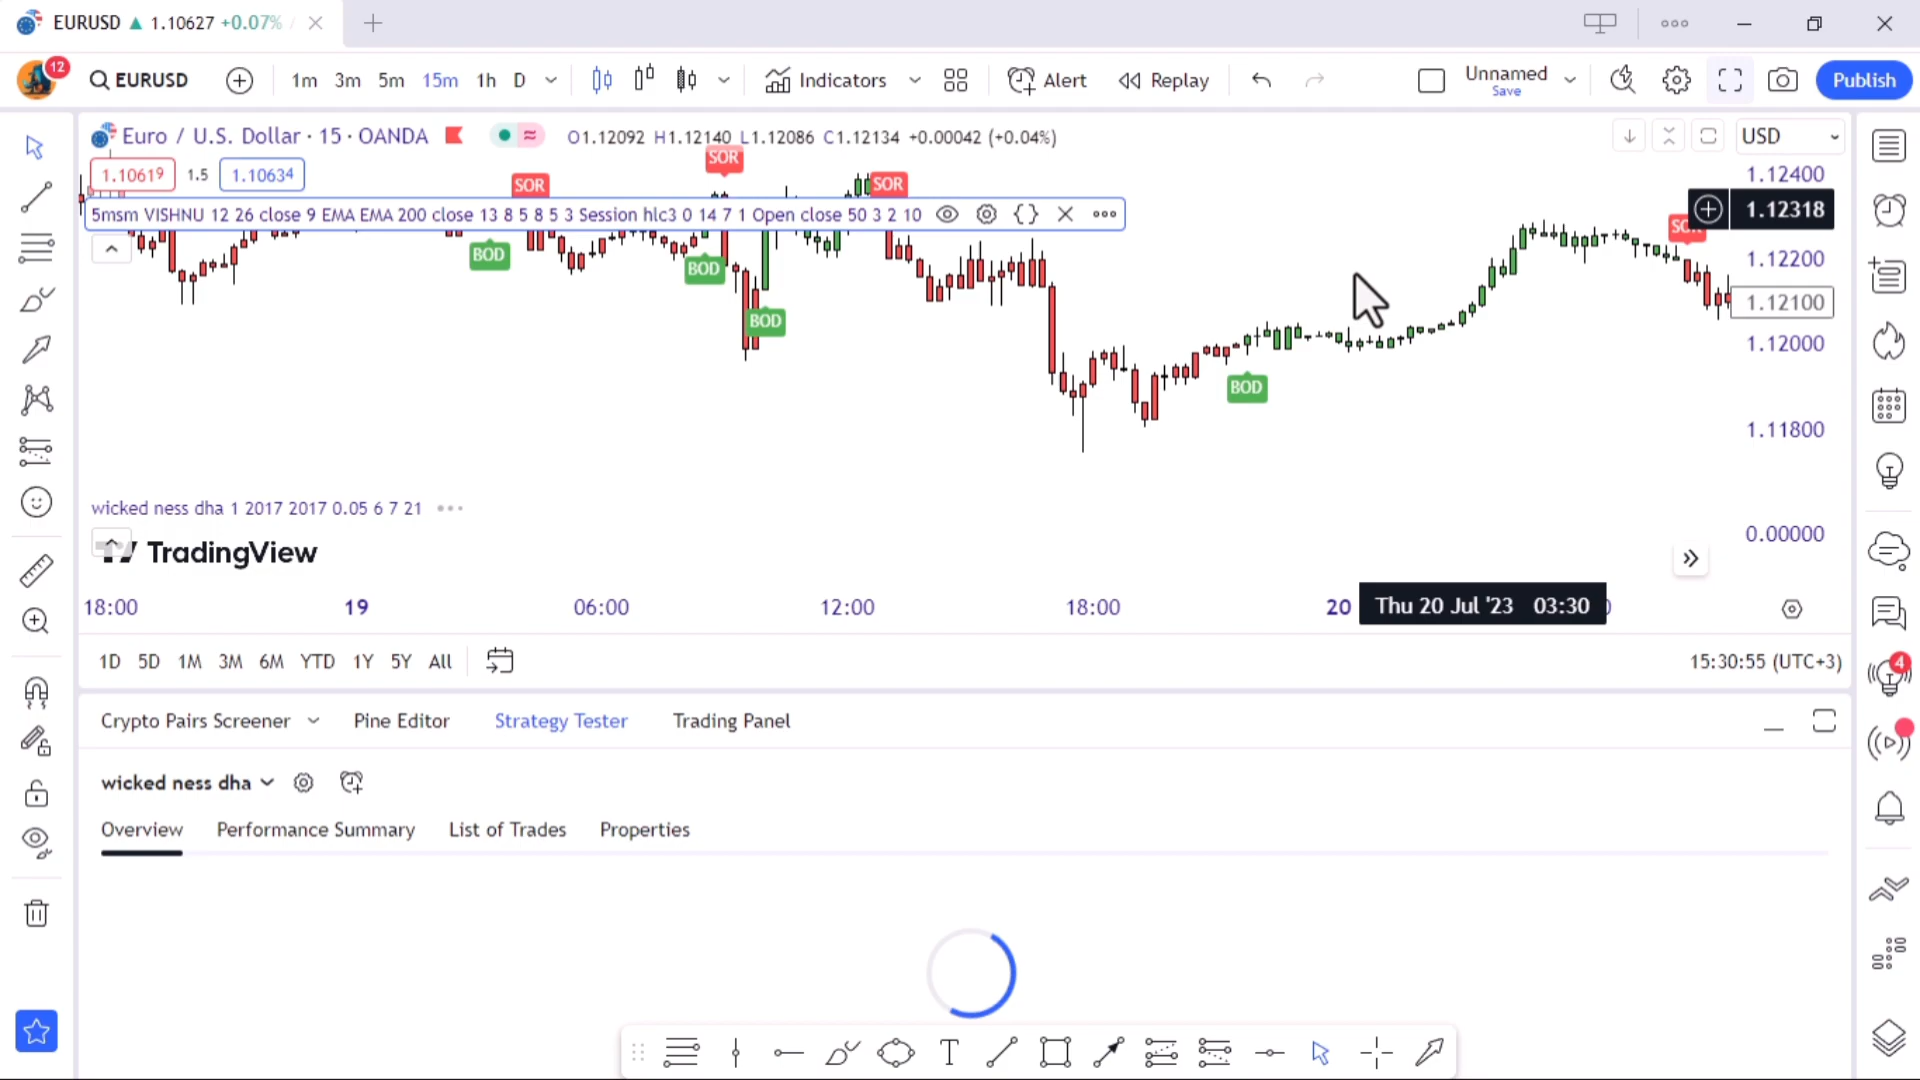 EURUSD ▲ 1.10627 +0.07% /
12
EURUSD 1m 3m 5m 15m 1h D Indicators Alert Replay Unnamed Save Publish
Euro / U.S. Dollar · 15 · OANDA O1.12092 H1.12140 L1.12086 C1.12134 +0.00042 (+0.04%) USD
1.10619 1.5 1.10634
5msm VISHNU 12 26 close 9 EMA EMA 200 close 13 8 5 8 5 3 Session hlc3 0 14 7 1 Open close 50 3 2 10
SOR
SOR
SOR
SOR
BOD
BOD
BOD
BOD
1.12400
1.12318
1.12200
1.12100
1.12000
1.11800
0.00000
wicked ness dha 1 2017 2017 0.05 6 7 21
TradingView
18:00 19 06:00 12:00 18:00 20 Thu 20 Jul '23 03:30
1D 5D 1M 3M 6M YTD 1Y 5Y All 15:30:55 (UTC+3)
4
Crypto Pairs Screener Pine Editor Strategy Tester Trading Panel
wicked ness dha
Overview Performance Summary List of Trades Properties
T